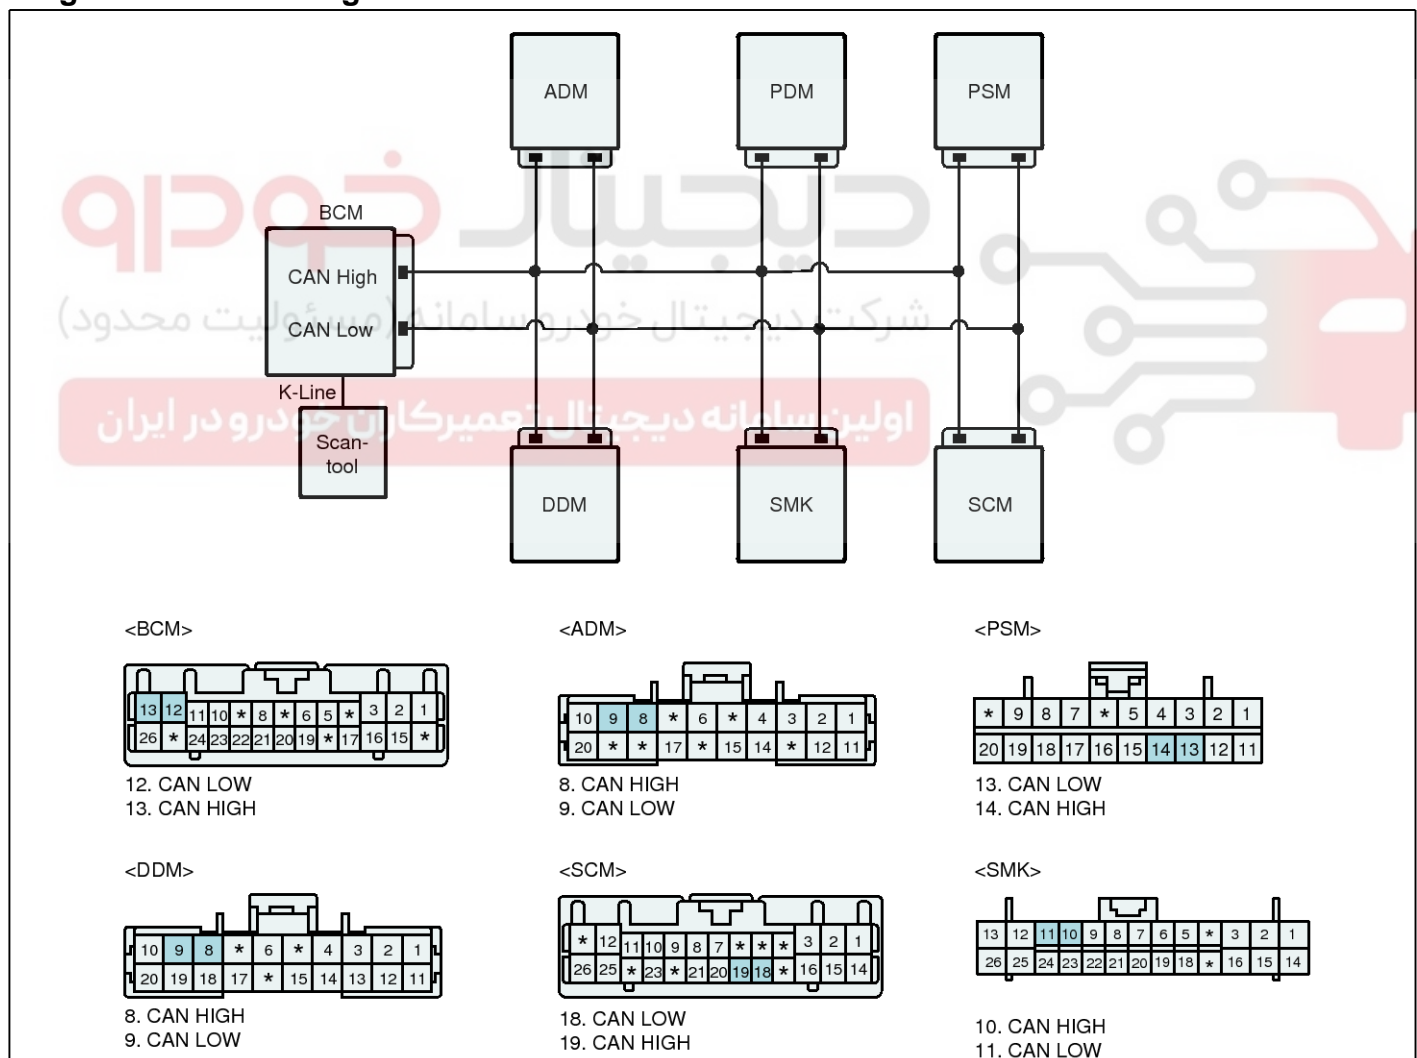 ADM
PDM
PSM
دیجیتال خودرو
BCM
CAN High
CAN Low
شرکت دیجیتال خودرو سامانه (مسئولیت محدود)
K-Line
اولین سامانه دیجیتال تعمیرکاران خودرو در ایران
Scan-
tool
DDM
SMK
SCM
<BCM>
13 12 11 10 * 8 * 6 5 * 3 2 1
26 * 24 23 22 21 20 19 * 17 16 15 *
12. CAN LOW
13. CAN HIGH
<ADM>
10 9 8 * 6 * 4 3 2 1
20 * * 17 * 15 14 * 12 11
8. CAN HIGH
9. CAN LOW
<PSM>
* 9 8 7 * 5 4 3 2 1
20 19 18 17 16 15 14 13 12 11
13. CAN LOW
14. CAN HIGH
<DDM>
10 9 8 * 6 * 4 3 2 1
20 19 18 17 * 15 14 13 12 11
8. CAN HIGH
9. CAN LOW
<SCM>
* 12 11 10 9 8 7 * * * 3 2 1
26 25 * 23 * 21 20 19 18 * 16 15 14
18. CAN LOW
19. CAN HIGH
<SMK>
13 12 11 10 9 8 7 6 5 * 3 2 1
26 25 24 23 22 21 20 19 18 * 16 15 14
10. CAN HIGH
11. CAN LOW